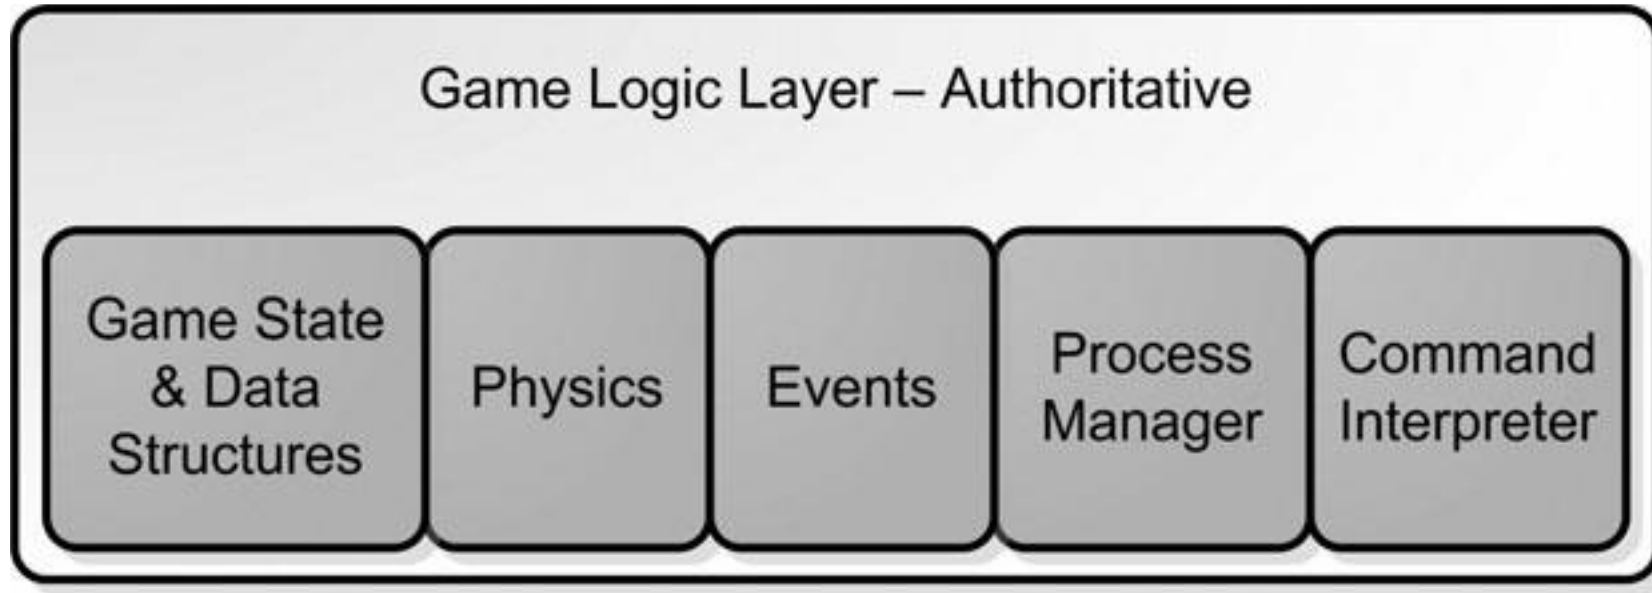 Game Logic Layer – Authoritative
Game State
& Data
Structures
Physics
Events
Process
Manager
Command
Interpreter